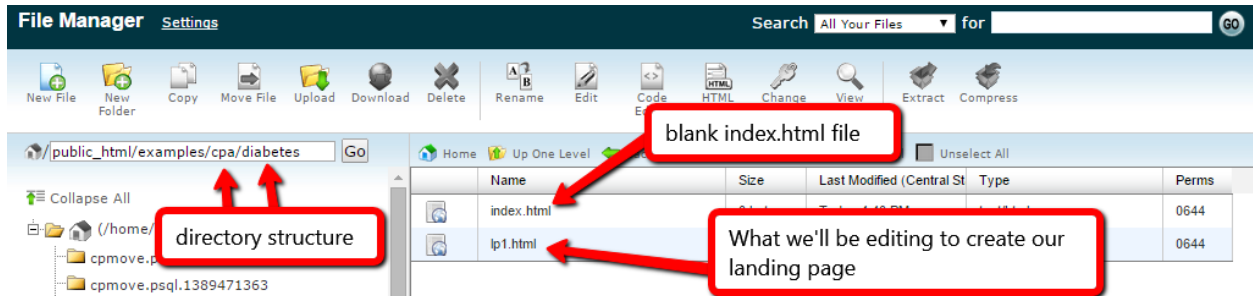 File Manager Settings Search All Your Files for GO
New File New Folder Copy Move File Upload Download Delete Rename Edit Code HTML Change View Extract Compress
blank index.html file
/ public_html/examples/cpa/diabetes Go Home Up One Level Unselect All
Name Size Last Modified (Central St Type Perms
Collapse All
index.html 0644
(/home/
directory structure
lp1.html 0644
What we'll be editing to create our
landing page
cpmove.p
cpmove.psql.1389471363